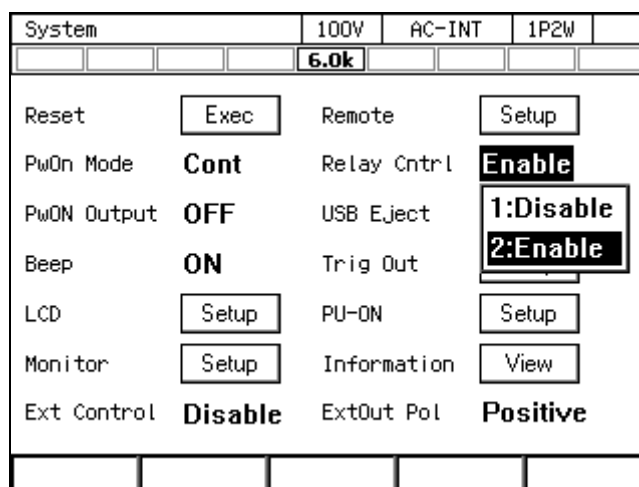 System 100V AC-INT 1P2W
6.0k
Reset Exec Remote Setup
PwOn Mode Cont Relay Cntrl Enable
PwON Output OFF USB Eject 1:Disable
2:Enable
Beep ON Trig Out
LCD Setup PU-ON Setup
Monitor Setup Information View
Ext Control Disable ExtOut Pol Positive